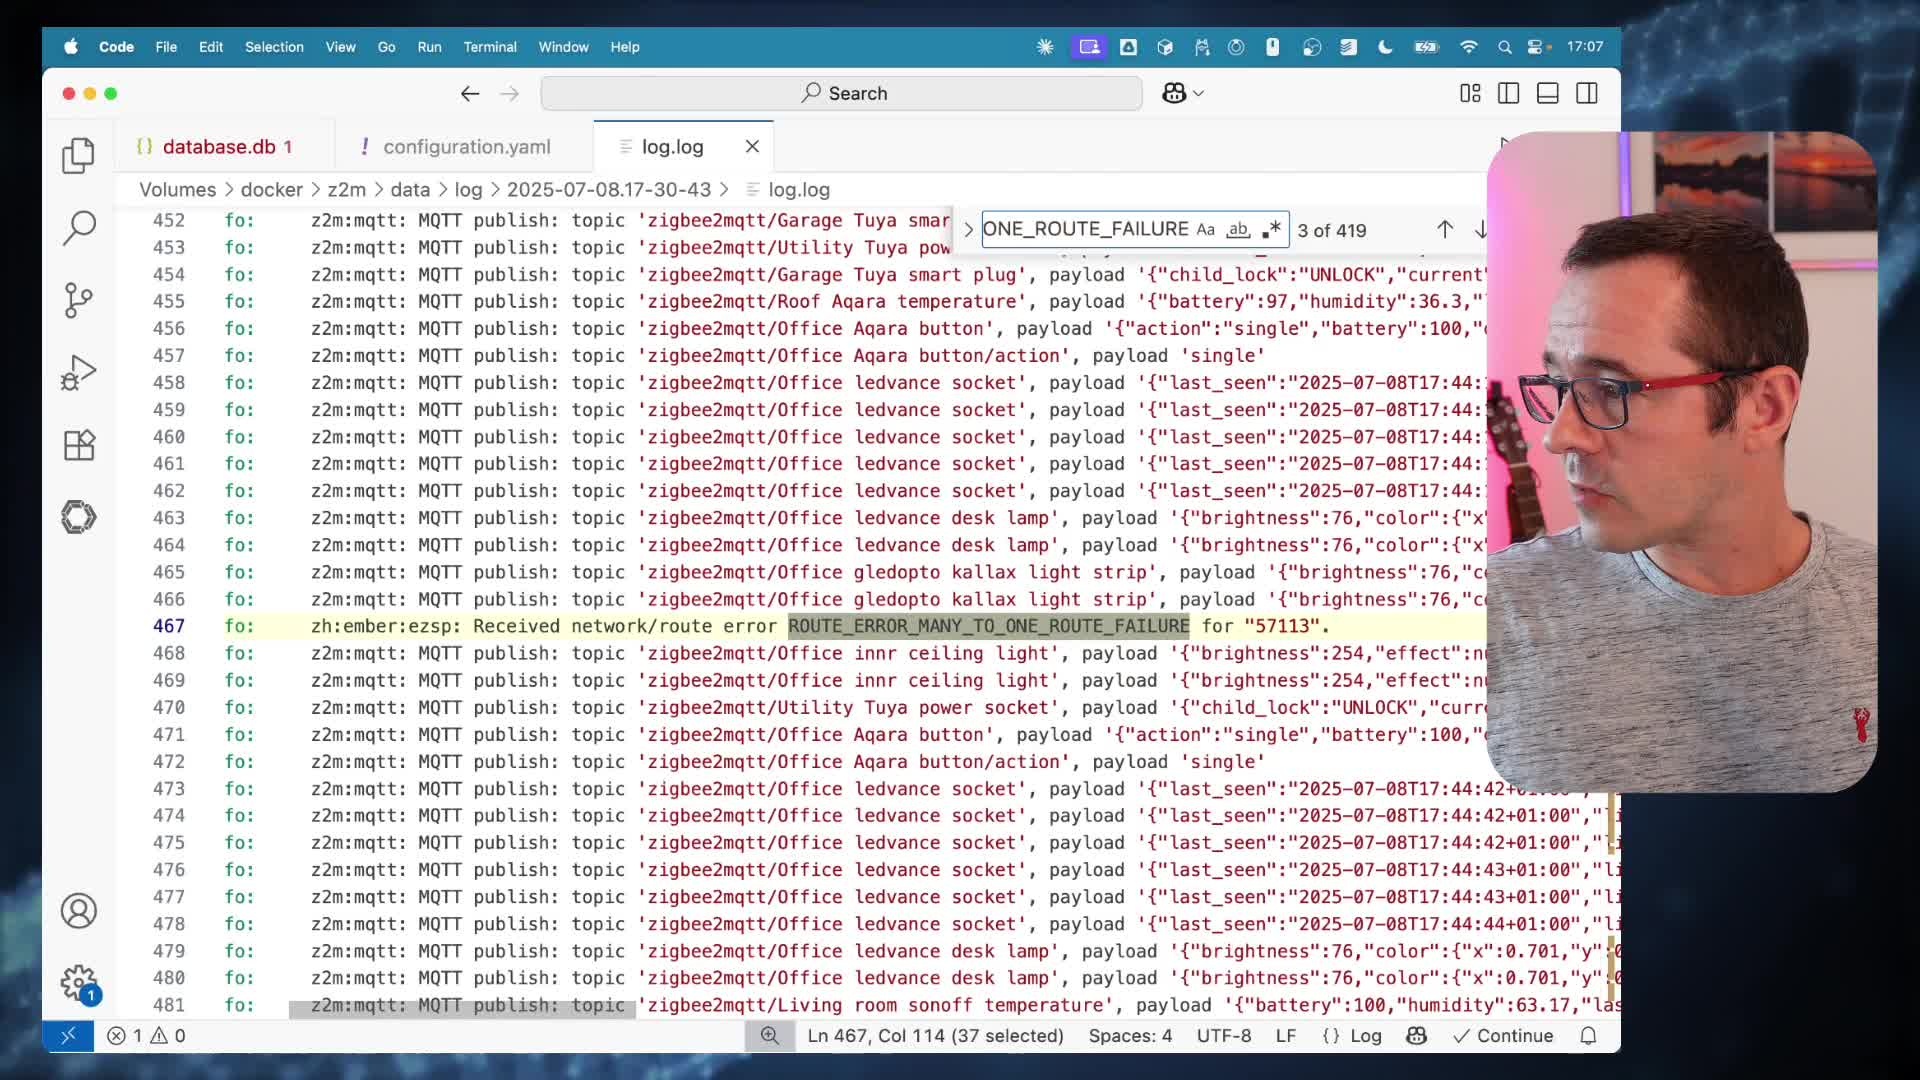 Code File Edit Selection View Go Run Terminal Window Help 17:07
Search
database.db 1 configuration.yaml log.log
Volumes > docker > z2m > data > log > 2025-07-08.17-30-43 > log.log
ONE_ROUTE_FAILURE Aa ab 3 of 419
452 fo: z2m:mqtt: MQTT publish: topic 'zigbee2mqtt/Garage Tuya smar
453 fo: z2m:mqtt: MQTT publish: topic 'zigbee2mqtt/Utility Tuya pow
454 fo: z2m:mqtt: MQTT publish: topic 'zigbee2mqtt/Garage Tuya smart plug', payload '{"child_lock":"UNLOCK","current"
455 fo: z2m:mqtt: MQTT publish: topic 'zigbee2mqtt/Roof Aqara temperature', payload '{"battery":97,"humidity":36.3,"
456 fo: z2m:mqtt: MQTT publish: topic 'zigbee2mqtt/Office Aqara button', payload '{"action":"single","battery":100,"
457 fo: z2m:mqtt: MQTT publish: topic 'zigbee2mqtt/Office Aqara button/action', payload 'single'
458 fo: z2m:mqtt: MQTT publish: topic 'zigbee2mqtt/Office ledvance socket', payload '{"last_seen":"2025-07-08T17:44:
459 fo: z2m:mqtt: MQTT publish: topic 'zigbee2mqtt/Office ledvance socket', payload '{"last_seen":"2025-07-08T17:44:
460 fo: z2m:mqtt: MQTT publish: topic 'zigbee2mqtt/Office ledvance socket', payload '{"last_seen":"2025-07-08T17:44:
461 fo: z2m:mqtt: MQTT publish: topic 'zigbee2mqtt/Office ledvance socket', payload '{"last_seen":"2025-07-08T17:44:
462 fo: z2m:mqtt: MQTT publish: topic 'zigbee2mqtt/Office ledvance socket', payload '{"last_seen":"2025-07-08T17:44:
463 fo: z2m:mqtt: MQTT publish: topic 'zigbee2mqtt/Office ledvance desk lamp', payload '{"brightness":76,"color":{"x"
464 fo: z2m:mqtt: MQTT publish: topic 'zigbee2mqtt/Office ledvance desk lamp', payload '{"brightness":76,"color":{"x"
465 fo: z2m:mqtt: MQTT publish: topic 'zigbee2mqtt/Office gledopto kallax light strip', payload '{"brightness":76,"co
466 fo: z2m:mqtt: MQTT publish: topic 'zigbee2mqtt/Office gledopto kallax light strip', payload '{"brightness":76,"co
467 fo: zh:ember:ezsp: Received network/route error ROUTE_ERROR_MANY_TO_ONE_ROUTE_FAILURE for "57113".
468 fo: z2m:mqtt: MQTT publish: topic 'zigbee2mqtt/Office innr ceiling light', payload '{"brightness":254,"effect":nu
469 fo: z2m:mqtt: MQTT publish: topic 'zigbee2mqtt/Office innr ceiling light', payload '{"brightness":254,"effect":nu
470 fo: z2m:mqtt: MQTT publish: topic 'zigbee2mqtt/Utility Tuya power socket', payload '{"child_lock":"UNLOCK","curr
471 fo: z2m:mqtt: MQTT publish: topic 'zigbee2mqtt/Office Aqara button', payload '{"action":"single","battery":100,"
472 fo: z2m:mqtt: MQTT publish: topic 'zigbee2mqtt/Office Aqara button/action', payload 'single'
473 fo: z2m:mqtt: MQTT publish: topic 'zigbee2mqtt/Office ledvance socket', payload '{"last_seen":"2025-07-08T17:44:42+01:00","
474 fo: z2m:mqtt: MQTT publish: topic 'zigbee2mqtt/Office ledvance socket', payload '{"last_seen":"2025-07-08T17:44:42+01:00","li
475 fo: z2m:mqtt: MQTT publish: topic 'zigbee2mqtt/Office ledvance socket', payload '{"last_seen":"2025-07-08T17:44:42+01:00","li
476 fo: z2m:mqtt: MQTT publish: topic 'zigbee2mqtt/Office ledvance socket', payload '{"last_seen":"2025-07-08T17:44:43+01:00","li
477 fo: z2m:mqtt: MQTT publish: topic 'zigbee2mqtt/Office ledvance socket', payload '{"last_seen":"2025-07-08T17:44:43+01:00","li
478 fo: z2m:mqtt: MQTT publish: topic 'zigbee2mqtt/Office ledvance socket', payload '{"last_seen":"2025-07-08T17:44:44+01:00","li
479 fo: z2m:mqtt: MQTT publish: topic 'zigbee2mqtt/Office ledvance desk lamp', payload '{"brightness":76,"color":{"x":0.701,"y":0
480 fo: z2m:mqtt: MQTT publish: topic 'zigbee2mqtt/Office ledvance desk lamp', payload '{"brightness":76,"color":{"x":0.701,"y":0
481 fo: z2m:mqtt: MQTT publish: topic 'zigbee2mqtt/Living room sonoff temperature', payload '{"battery":100,"humidity":63.17,"las
1
1 0 Ln 467, Col 114 (37 selected) Spaces: 4 UTF-8 LF {} Log Continue